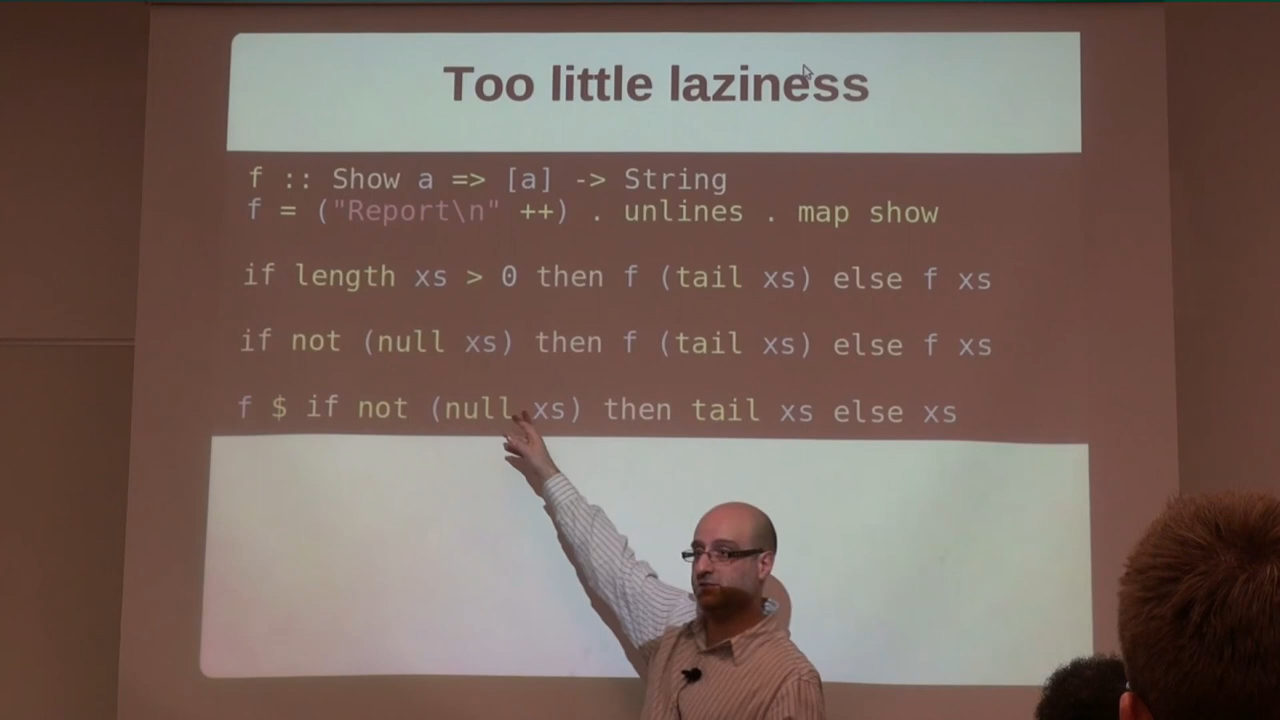 Too little laziness
f :: Show a => [a] -> String
f = ("Report\n" ++) . unlines . map show
if length xs > 0 then f (tail xs) else f xs
if not (null xs) then f (tail xs) else f xs
f $ if not (null xs) then tail xs else xs